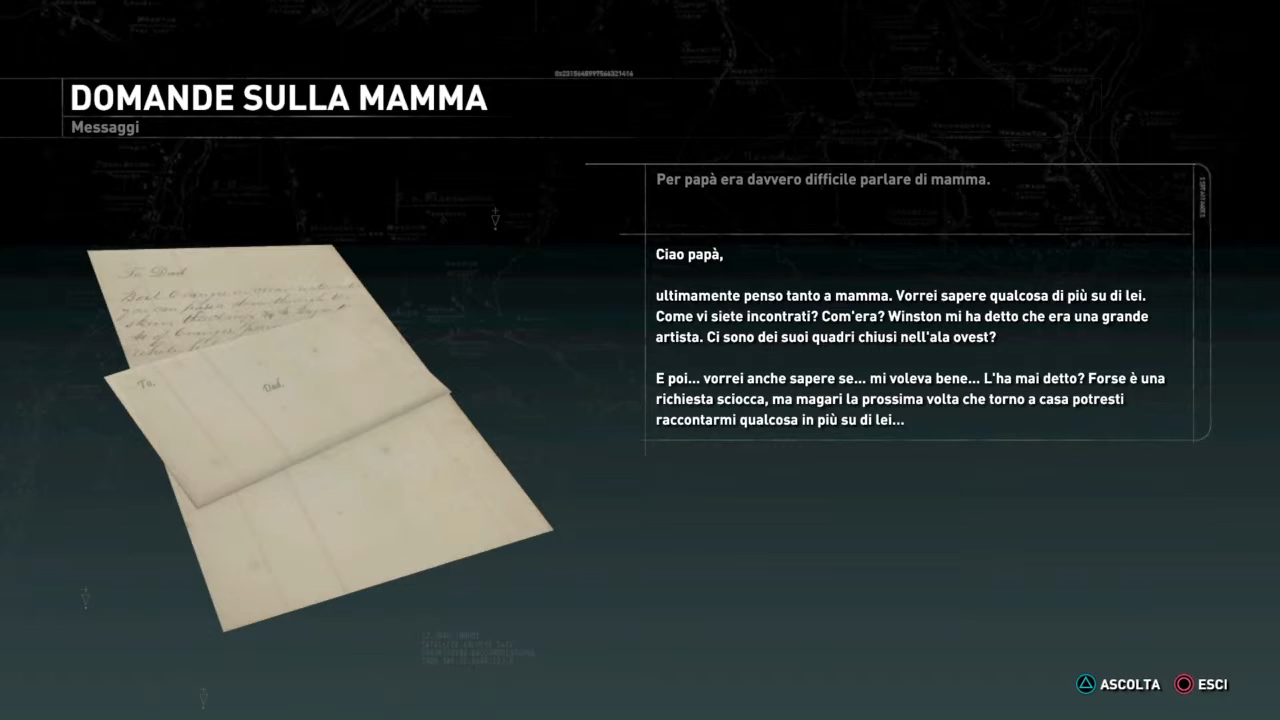 DOMANDE SULLA MAMMA
Messaggi
Per papà era davvero difficile parlare di mamma.
Ciao papà,
ultimamente penso tanto a mamma. Vorrei sapere qualcosa di più su di lei.
Come vi siete incontrati? Com'era? Winston mi ha detto che era una grande
artista. Ci sono dei suoi quadri chiusi nell'ala ovest?
E poi... vorrei anche sapere se... mi voleva bene... L'ha mai detto? Forse è una
richiesta sciocca, ma magari la prossima volta che torno a casa potresti
raccontarmi qualcosa in più su di lei...
To Dad
To.
Dad.
ASCOLTA
ESCI